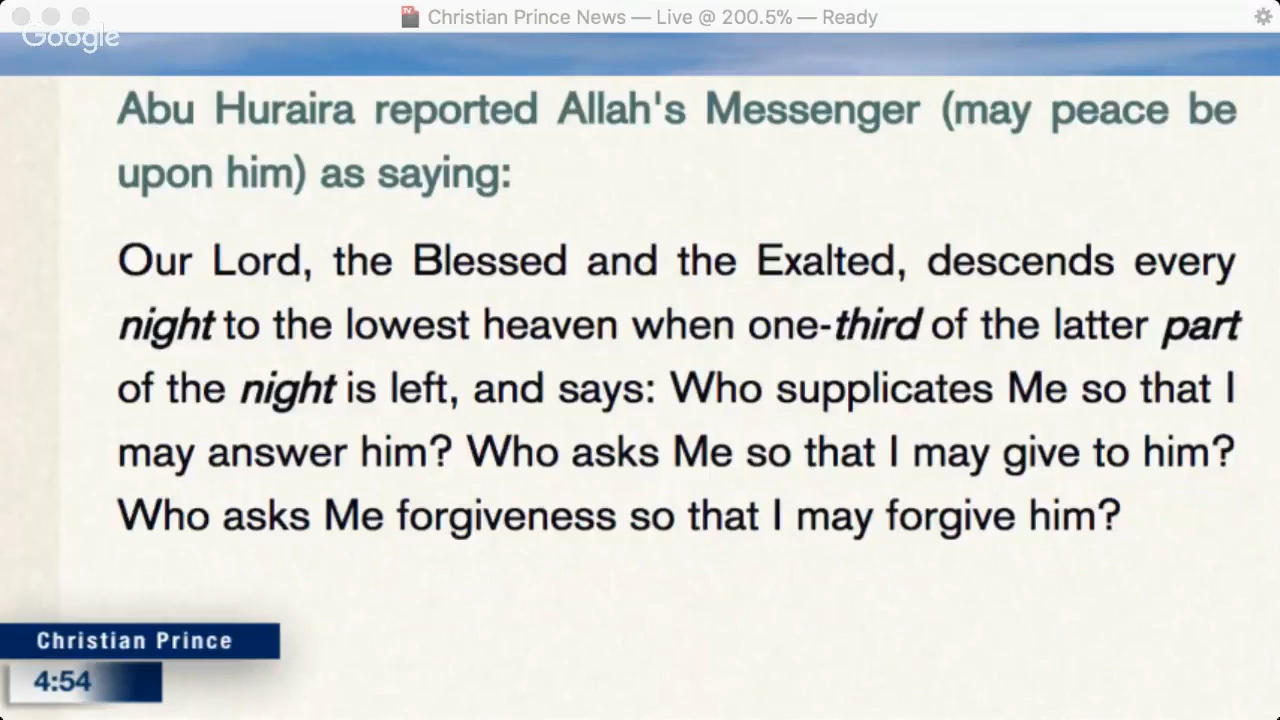 Christian Prince News — Live @ 200.5% — Ready
Google
Abu Huraira reported Allah's Messenger (may peace be
upon him) as saying:
Our Lord, the Blessed and the Exalted, descends every
night to the lowest heaven when one-third of the latter part
of the night is left, and says: Who supplicates Me so that I
may answer him? Who asks Me so that I may give to him?
Who asks Me forgiveness so that I may forgive him?
Christian Prince
4:54